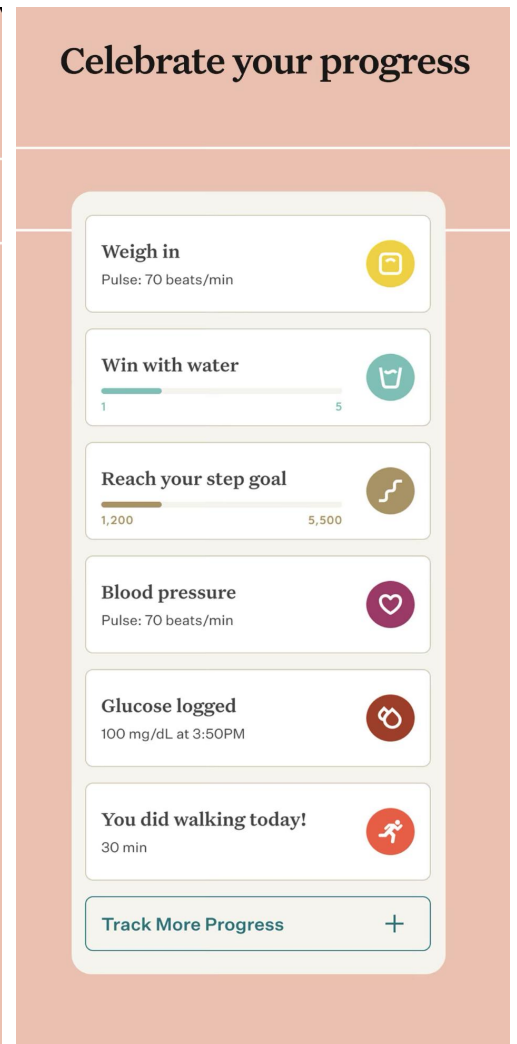 Celebrate your progress
Weigh in
Pulse: 70 beats/min
Win with water
1 5
Reach your step goal
1,200 5,500
Blood pressure
Pulse: 70 beats/min
Glucose logged
100 mg/dL at 3:50PM
You did walking today!
30 min
Track More Progress +